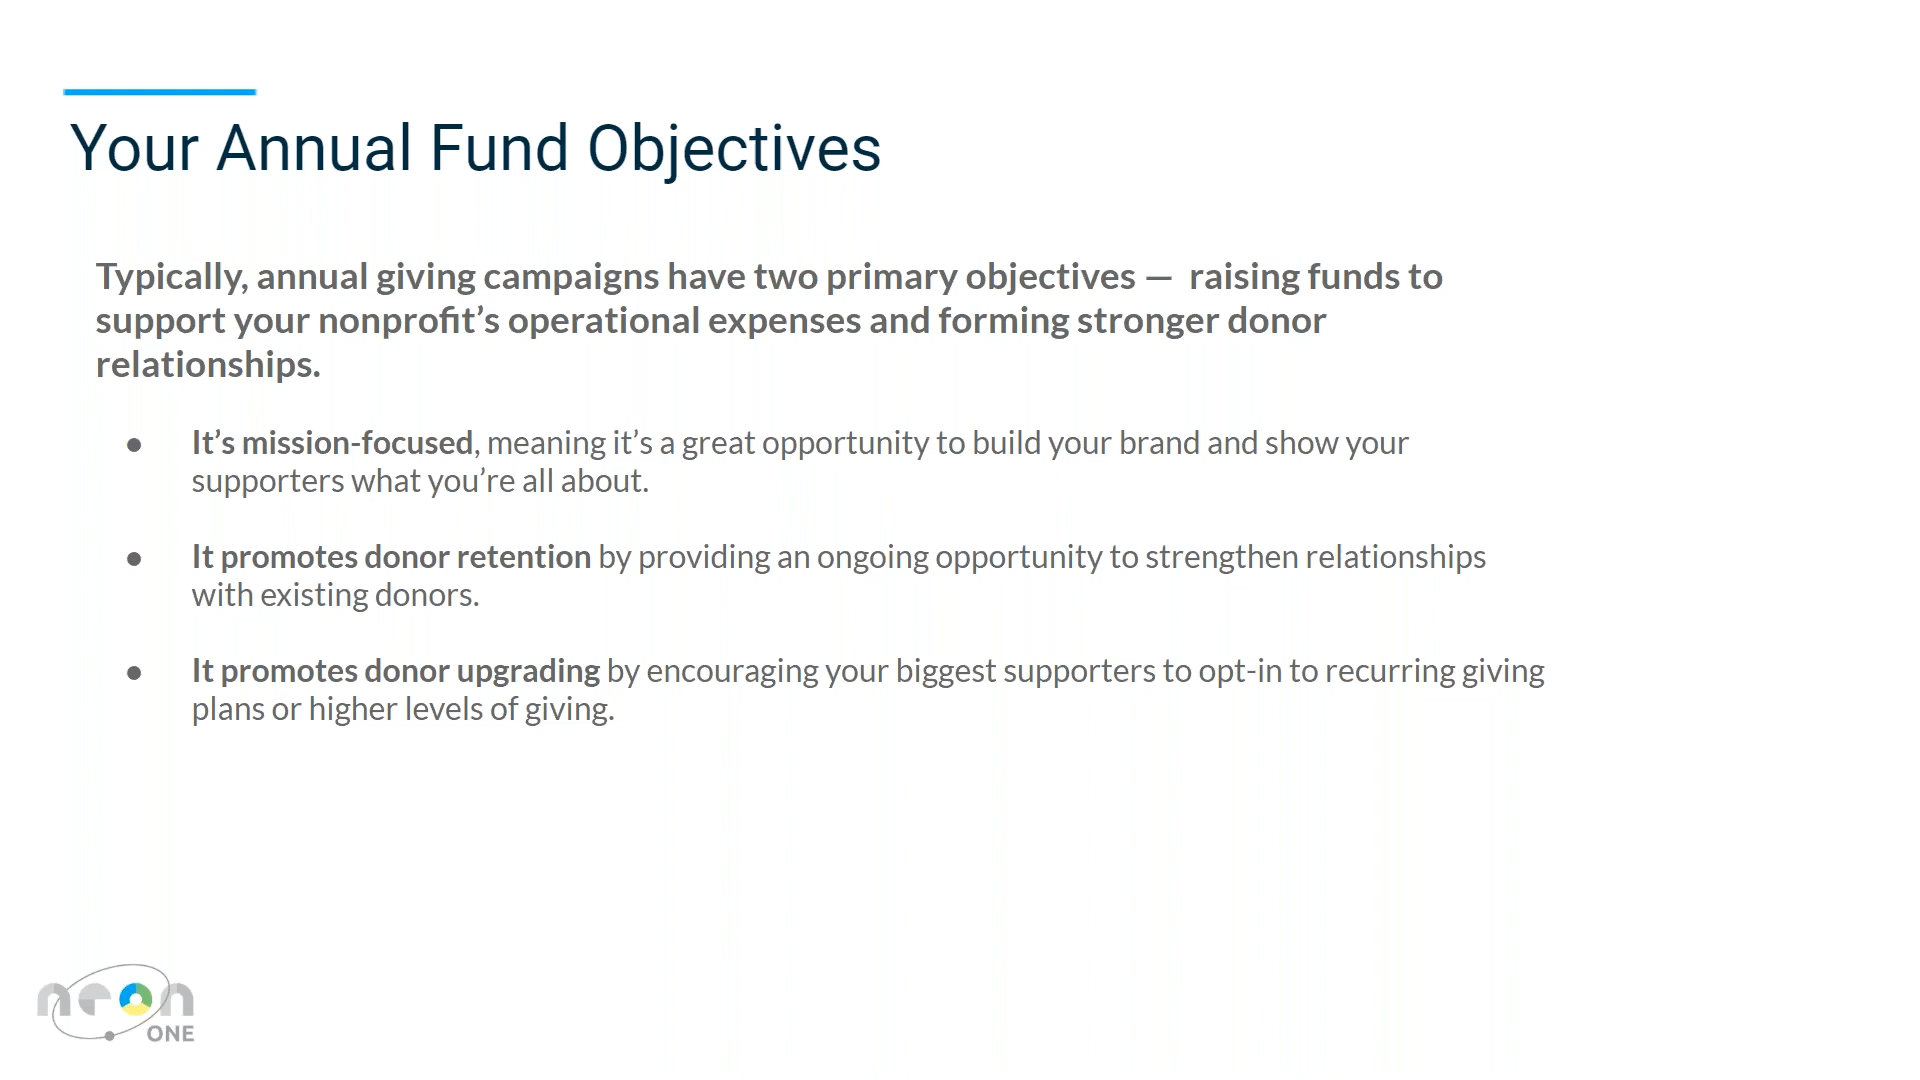 Your Annual Fund Objectives
Typically, annual giving campaigns have two primary objectives —  raising funds to
support your nonprofit’s operational expenses and forming stronger donor
relationships.
● It’s mission-focused, meaning it’s a great opportunity to build your brand and show your
supporters what you’re all about.
● It promotes donor retention by providing an ongoing opportunity to strengthen relationships
with existing donors.
● It promotes donor upgrading by encouraging your biggest supporters to opt-in to recurring giving
plans or higher levels of giving.
neon
ONE